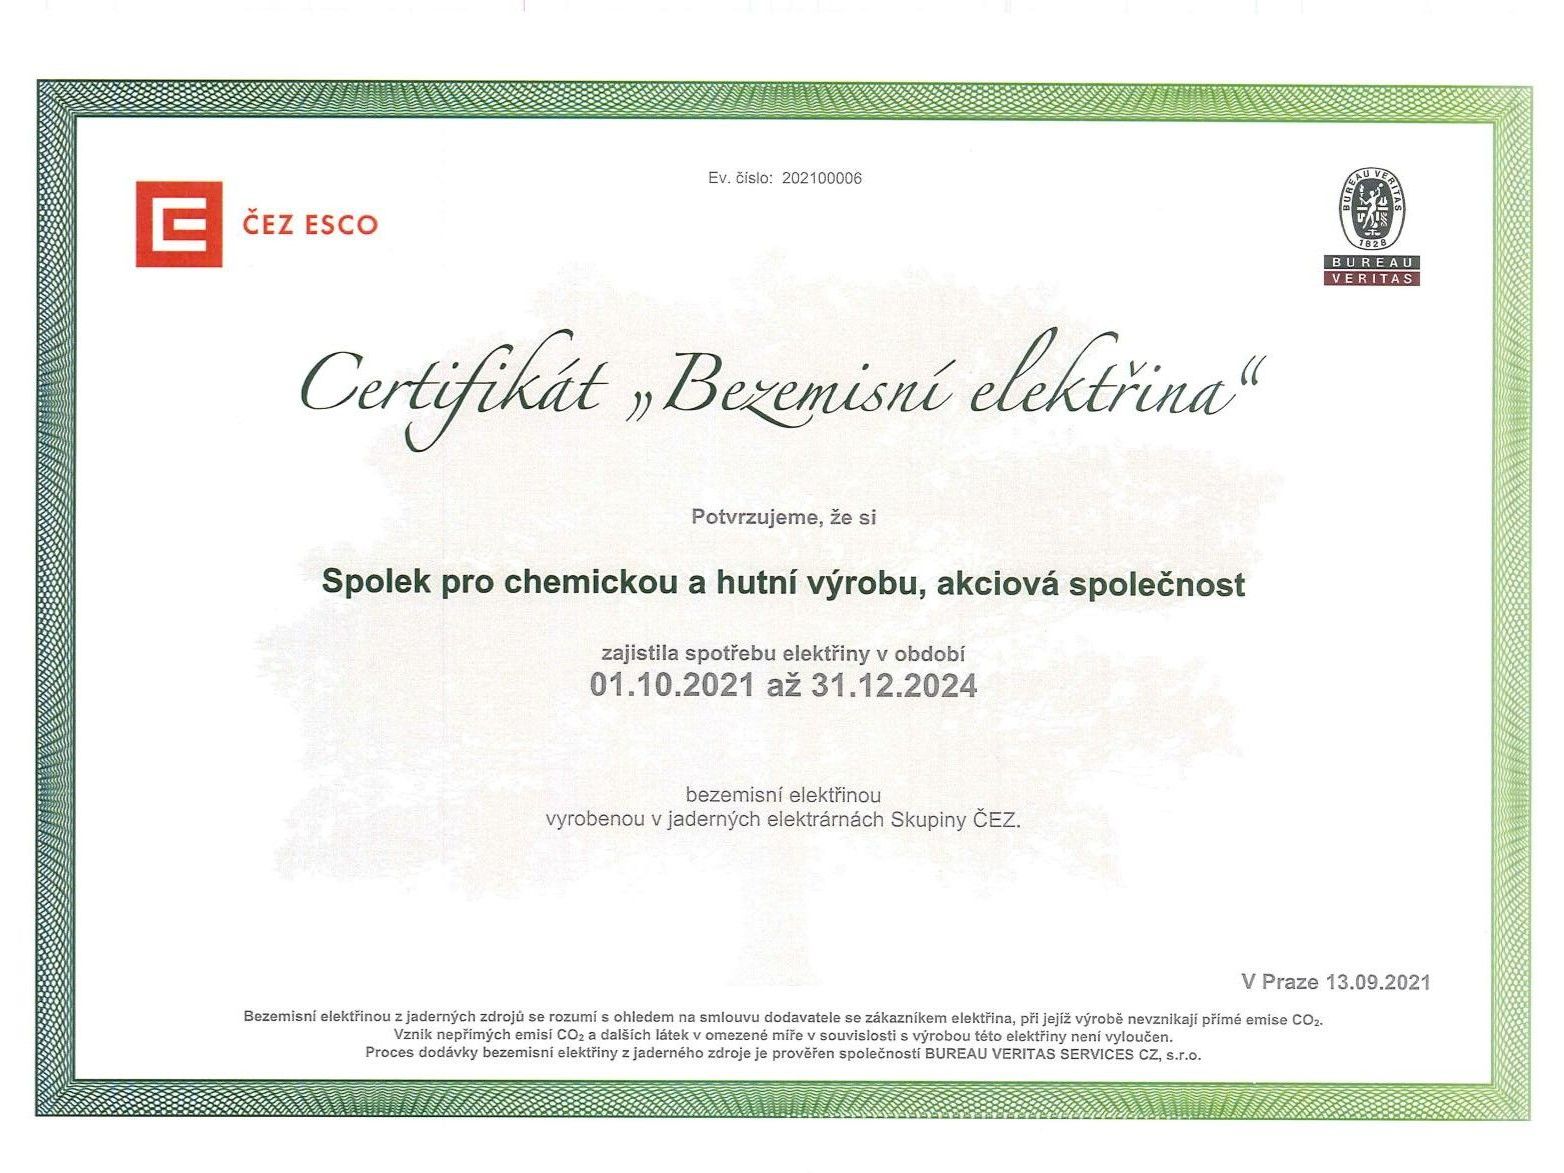 Ev. číslo: 202100006
ČEZ ESCO
BUREAU VERITAS
1828
BUREAU
VERITAS
Certifikát „Bezemisní elektřina“
Potvrzujeme, že si
Spolek pro chemickou a hutní výrobu, akciová společnost
zajistila spotřebu elektřiny v období
01.10.2021 až 31.12.2024
bezemisní elektřinou
vyrobenou v jaderných elektrárnách Skupiny ČEZ.
V Praze 13.09.2021
Bezemisní elektřinou z jaderných zdrojů se rozumí s ohledem na smlouvu dodavatele se zákazníkem elektřina, při jejíž výrobě nevznikají přímé emise CO₂.
Vznik nepřímých emisí CO₂ a dalších látek v omezené míře v souvislosti s výrobou této elektřiny není vyloučen.
Proces dodávky bezemisní elektřiny z jaderného zdroje je prověřen společností BUREAU VERITAS SERVICES CZ, s.r.o.